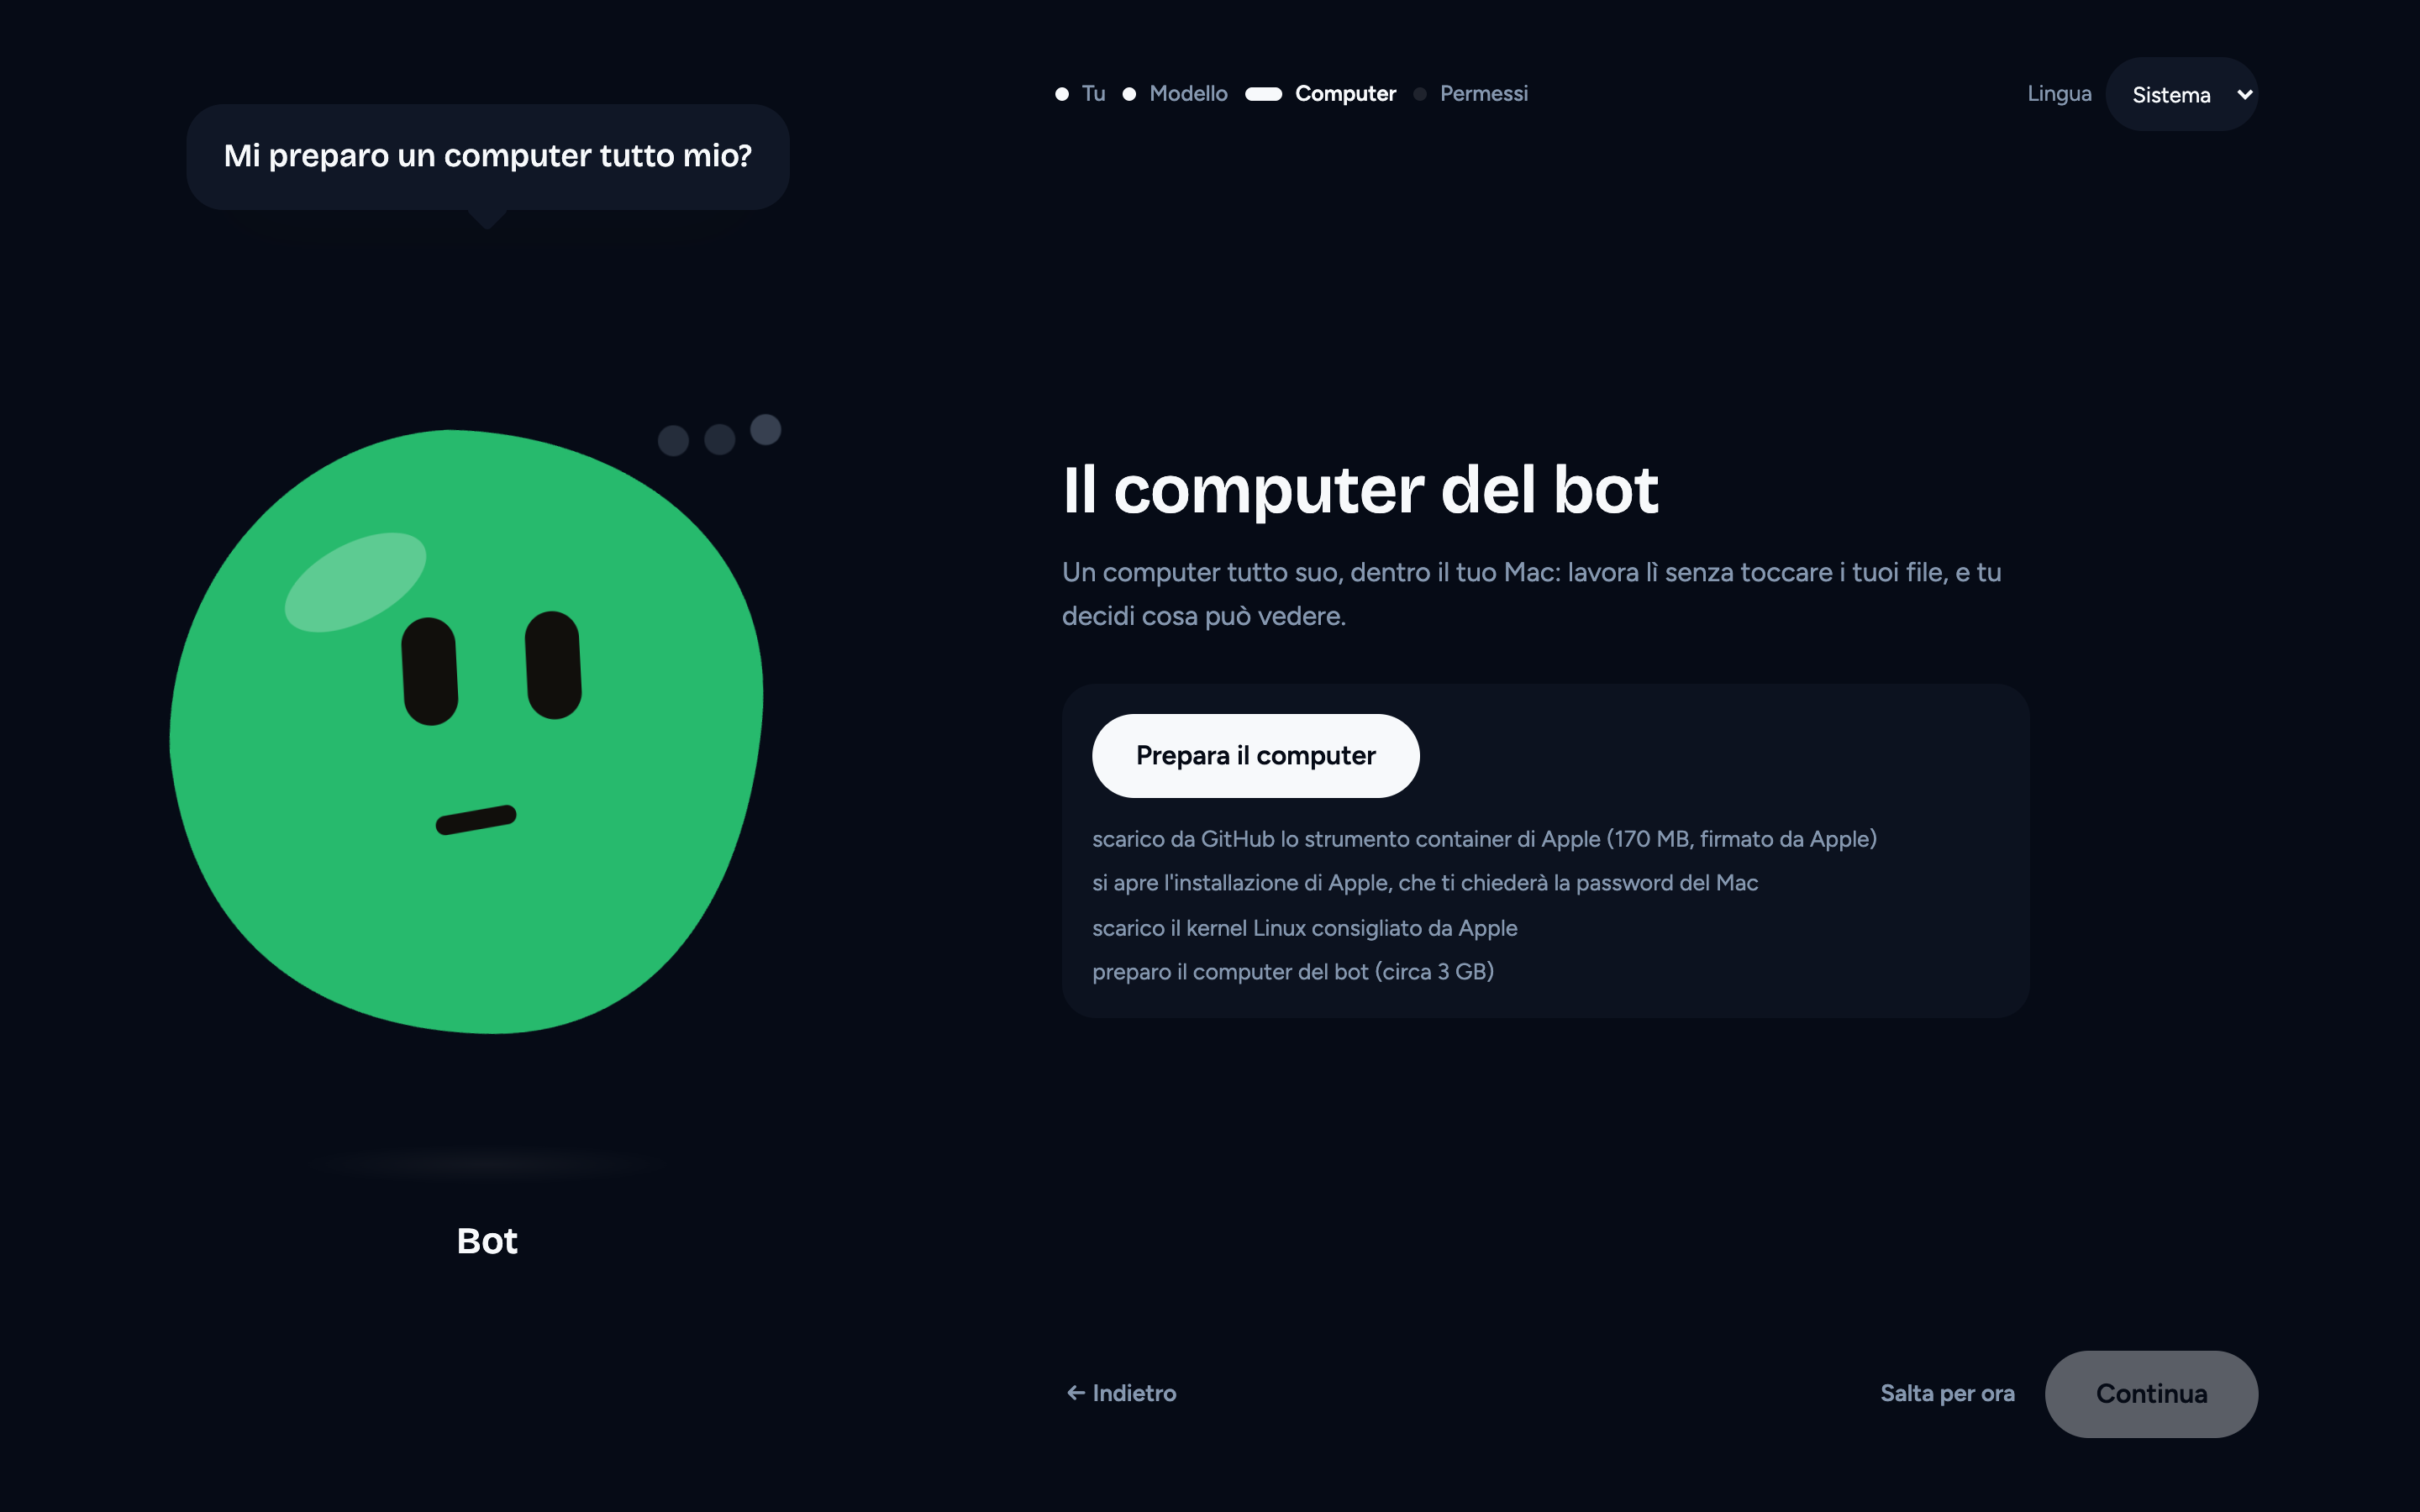 Mi preparo un computer tutto mio?
Tu
Modello
Computer
Permessi
Lingua
Sistema
Il computer del bot
Un computer tutto suo, dentro il tuo Mac: lavora lì senza toccare i tuoi file, e tu
decidi cosa può vedere.
Prepara il computer
scarico da GitHub lo strumento container di Apple (170 MB, firmato da Apple)
si apre l'installazione di Apple, che ti chiederà la password del Mac
scarico il kernel Linux consigliato da Apple
preparo il computer del bot (circa 3 GB)
Bot
← Indietro
Salta per ora
Continua